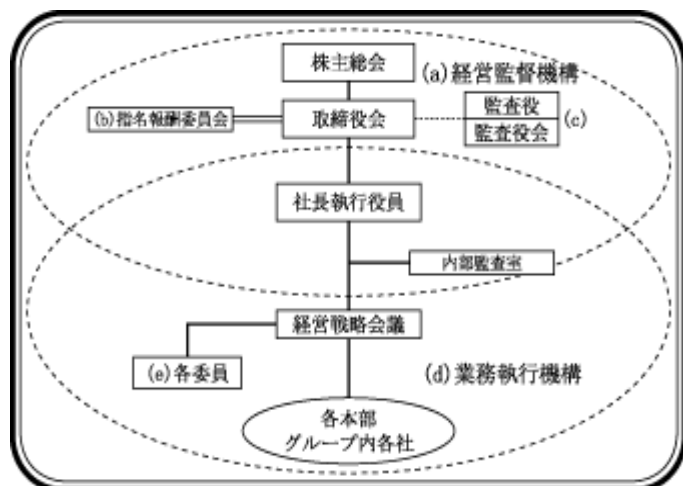 株主総会
(a)経営監督機構
(b)指名報酬委員会
取締役会
監査役
監査役会
(c)
社長執行役員
内部監査室
経営戦略会議
(e)各委員
(d)業務執行機構
各本部
グループ内各社